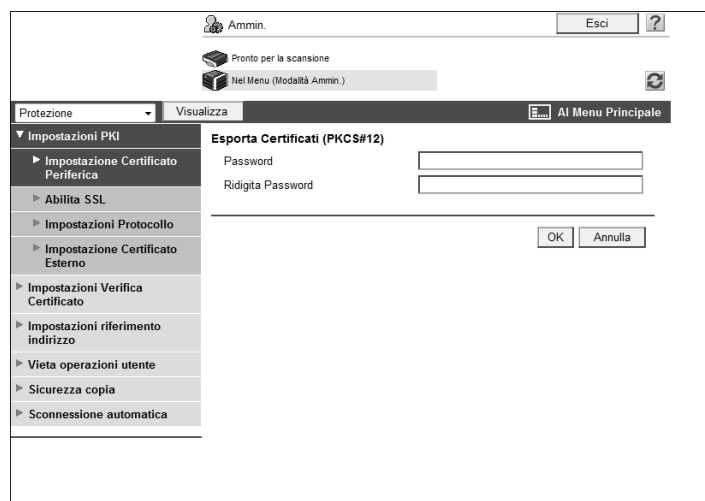 Ammin.
Esci
?
Pronto per la scansione
Nel Menu (Modalità Ammin.)
Protezione
Visualizza
Al Menu Principale
Impostazioni PKI
Impostazione Certificato
Periferica
Abilita SSL
Impostazioni Protocollo
Impostazione Certificato
Esterno
Impostazioni Verifica
Certificato
Impostazioni riferimento
indirizzo
Vieta operazioni utente
Sicurezza copia
Sconnessione automatica
Esporta Certificati (PKCS#12)
Password
Ridigita Password
OK
Annulla